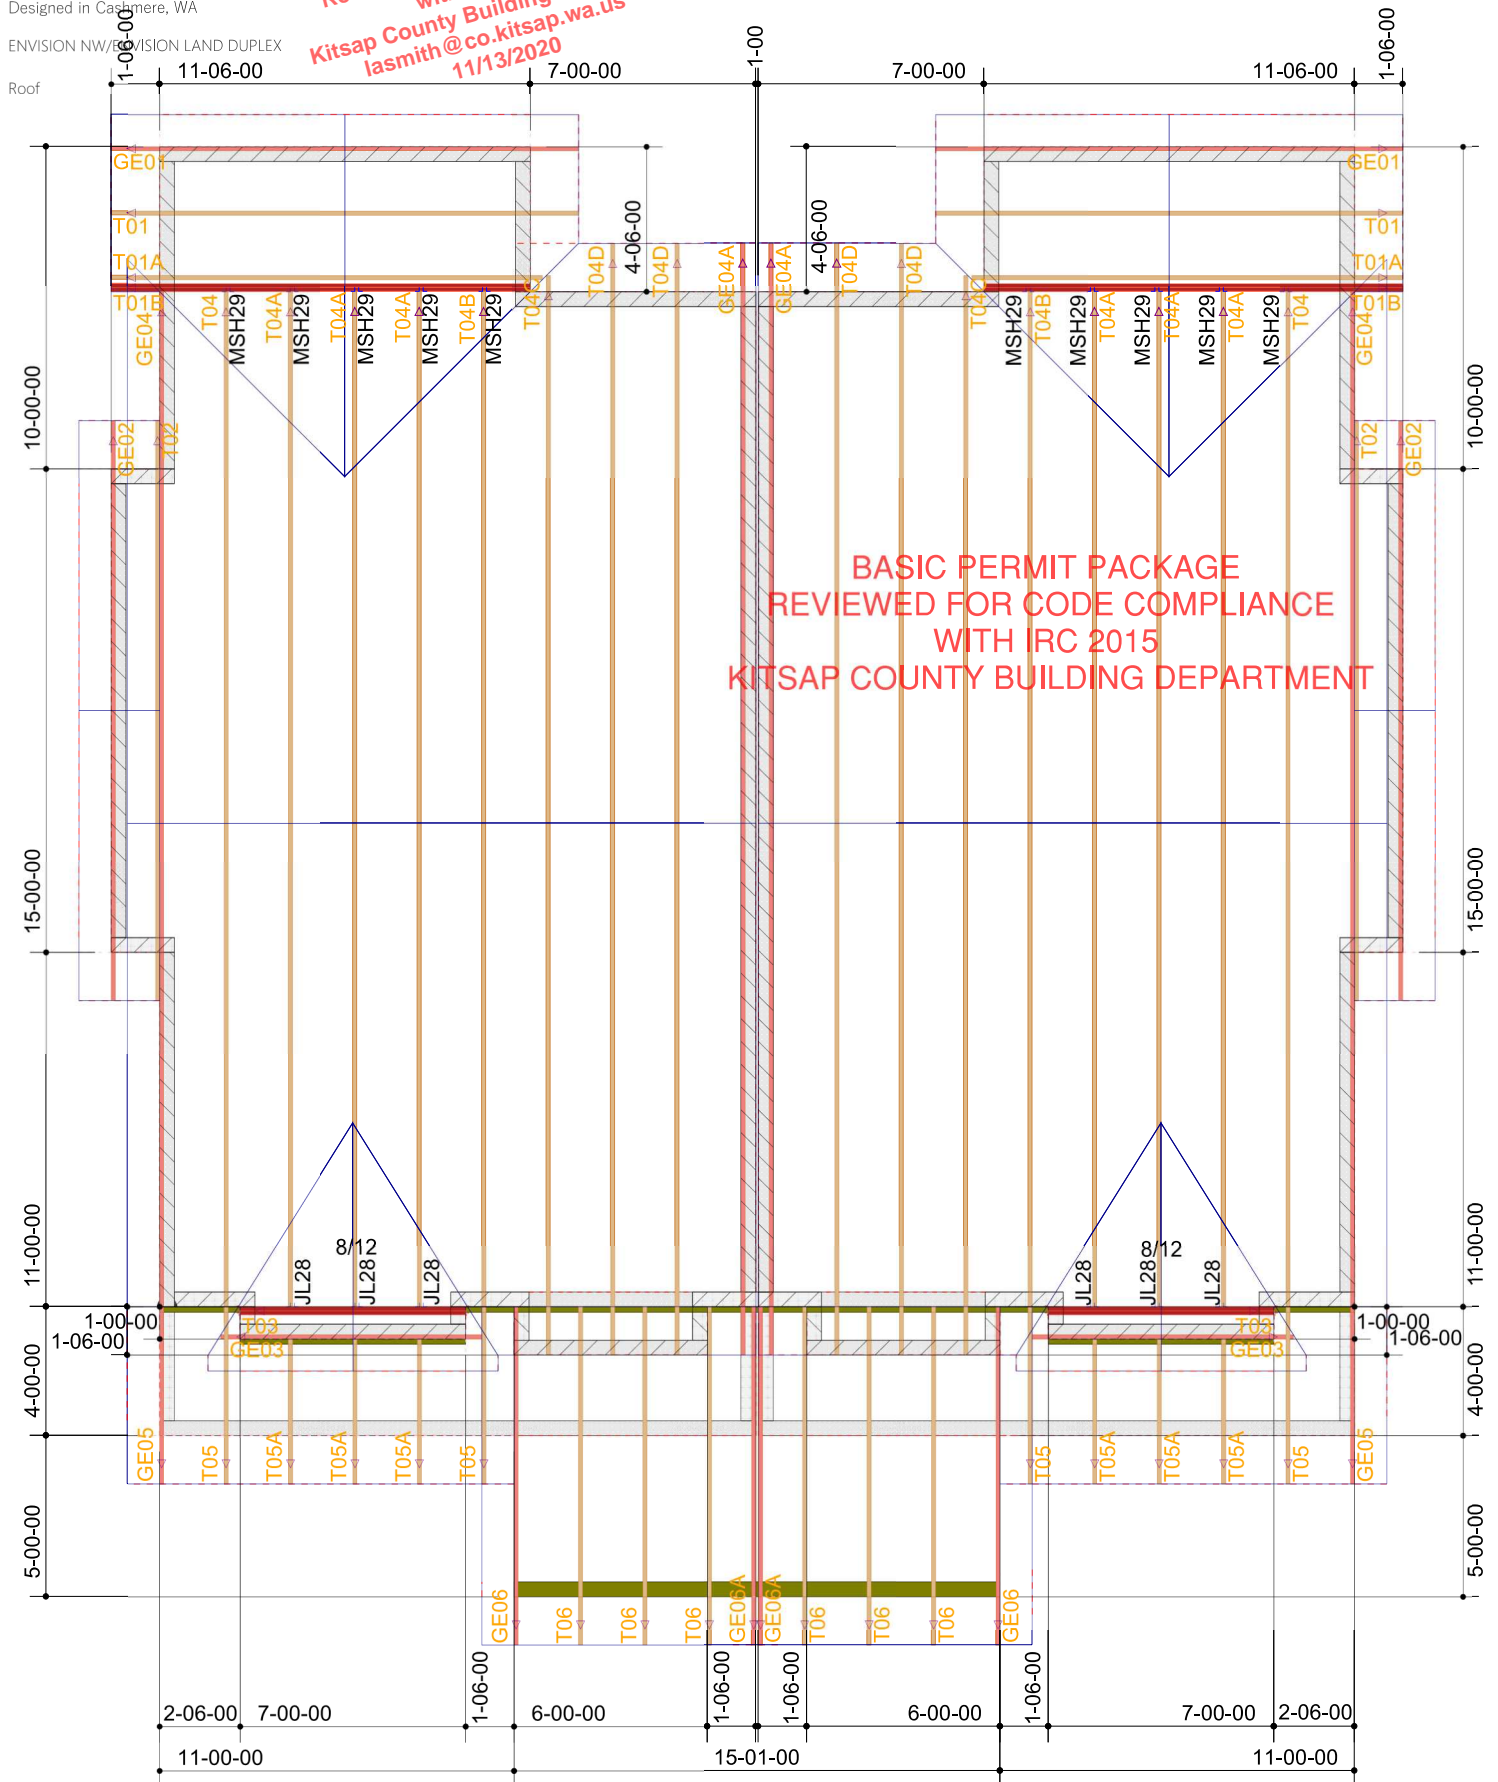 Designed in Cashmere, WA
ENVISION NW/ENVISION LAND DUPLEX
Roof
Kitsap County Building
lasmith@co.kitsap.wa.us
11/13/2020
1-06-00
11-06-00
7-00-00
1-00
7-00-00
11-06-00
1-06-00
GE01
GE01
T01
T01
T01A
T01A
T01B
T01B
4-06-00
4-06-00
GE04
T04
MSH29
T04A
MSH29
T04A
MSH29
T04A
MSH29
T04B
MSH29
T04C
T04D
T04D
GE04A
GE04A
T04D
T04D
T04C
MSH29
T04B
MSH29
T04A
MSH29
T04A
MSH29
T04A
MSH29
T04
GE04
10-00-00
10-00-00
GE02
T02
T02
GE02
BASIC PERMIT PACKAGE
REVIEWED FOR CODE COMPLIANCE
WITH IRC 2015
KITSAP COUNTY BUILDING DEPARTMENT
15-00-00
15-00-00
11-00-00
11-00-00
8/12
8/12
JL28
JL28
JL28
JL28
JL28
JL28
1-00-00
1-00-00
1-06-00
1-06-00
T03
T03
GE03
GE03
4-00-00
4-00-00
GE05
T05
T05A
T05A
T05A
T05
T05
T05A
T05A
T05A
T05
GE05
5-00-00
5-00-00
GE06
T06
T06
T06
GE06A
GE06A
T06
T06
T06
GE06
2-06-00
7-00-00
1-06-00
6-00-00
1-06-00
1-06-00
6-00-00
1-06-00
7-00-00
2-06-00
11-00-00
15-01-00
11-00-00